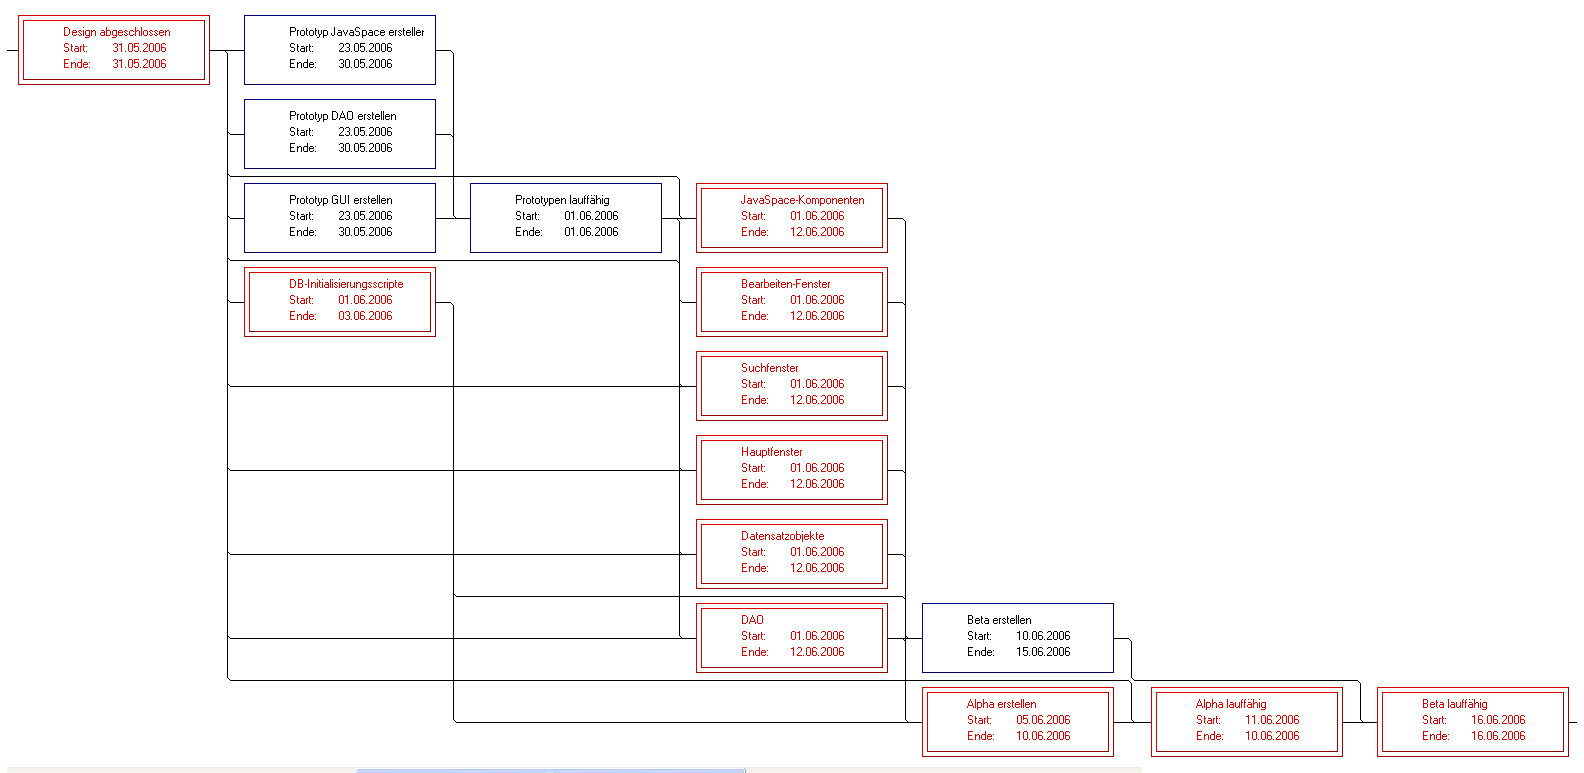 Design abgeschlossen
Start: 31.05.2006
Ende: 31.05.2006
Prototyp JavaSpace ersteller
Start: 23.05.2006
Ende: 30.05.2006
Prototyp DAO erstellen
Start: 23.05.2006
Ende: 30.05.2006
Prototyp GUI erstellen
Start: 23.05.2006
Ende: 30.05.2006
Prototypen lauffähig
Start: 01.06.2006
Ende: 01.06.2006
JavaSpace-Komponenten
Start: 01.06.2006
Ende: 12.06.2006
DB-Initialisierungsscripte
Start: 01.06.2006
Ende: 03.06.2006
Bearbeiten-Fenster
Start: 01.06.2006
Ende: 12.06.2006
Suchfenster
Start: 01.06.2006
Ende: 12.06.2006
Hauptfenster
Start: 01.06.2006
Ende: 12.06.2006
Datensatzobjekte
Start: 01.06.2006
Ende: 12.06.2006
DAO
Start: 01.06.2006
Ende: 12.06.2006
Beta erstellen
Start: 10.06.2006
Ende: 15.06.2006
Alpha erstellen
Start: 05.06.2006
Ende: 10.06.2006
Alpha lauffähig
Start: 11.06.2006
Ende: 10.06.2006
Beta lauffähig
Start: 16.06.2006
Ende: 16.06.2006